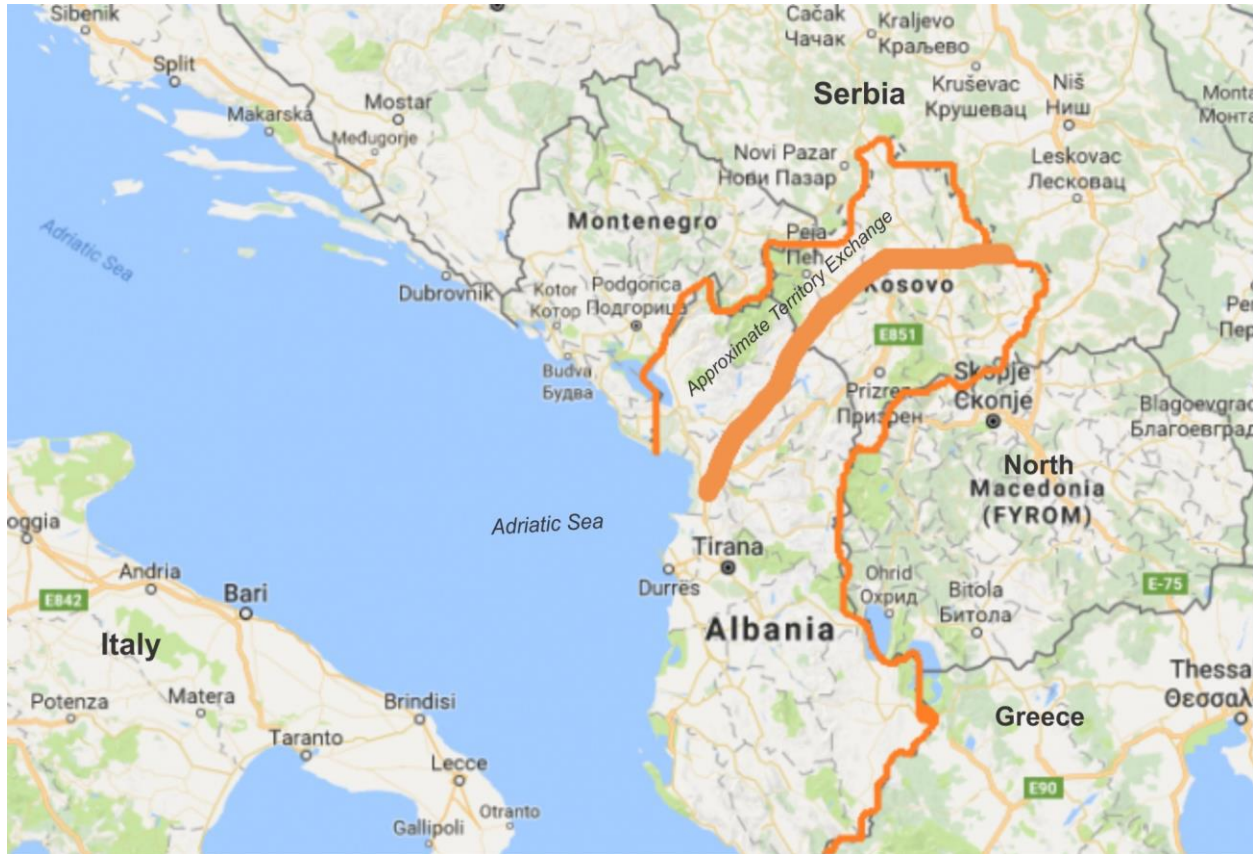 Sibenik
Split
Makarska
Mostar
Međugorje
Čačak
Чачак
Kraljevo
Краљево
Serbia
Kruševac
Крушевац
Niš
Ниш
Monta
Монта
Novi Pazar
Нови Пазар
Leskovac
Лесковац
Montenegro
Adriatic Sea
Peja
Dubrovnik
Kotor
Котор
Podgorica
Подгорица
Approximate Territory Exchange
Kosovo
E851
Budva
Будва
Prizren
Призрен
Skopje
Скопје
Blagoevgrad
Благоевград
North
Macedonia
(FYROM)
oggia
Adriatic Sea
Andria
E842
Bari
Tirana
Durrës
Ohrid
Охрид
Bitola
Битола
E-75
Albania
Italy
Potenza
Matera
Brindisi
Taranto
Lecce
Otranto
Gallipoli
Thessa
Θεσσαλ
Greece
E90